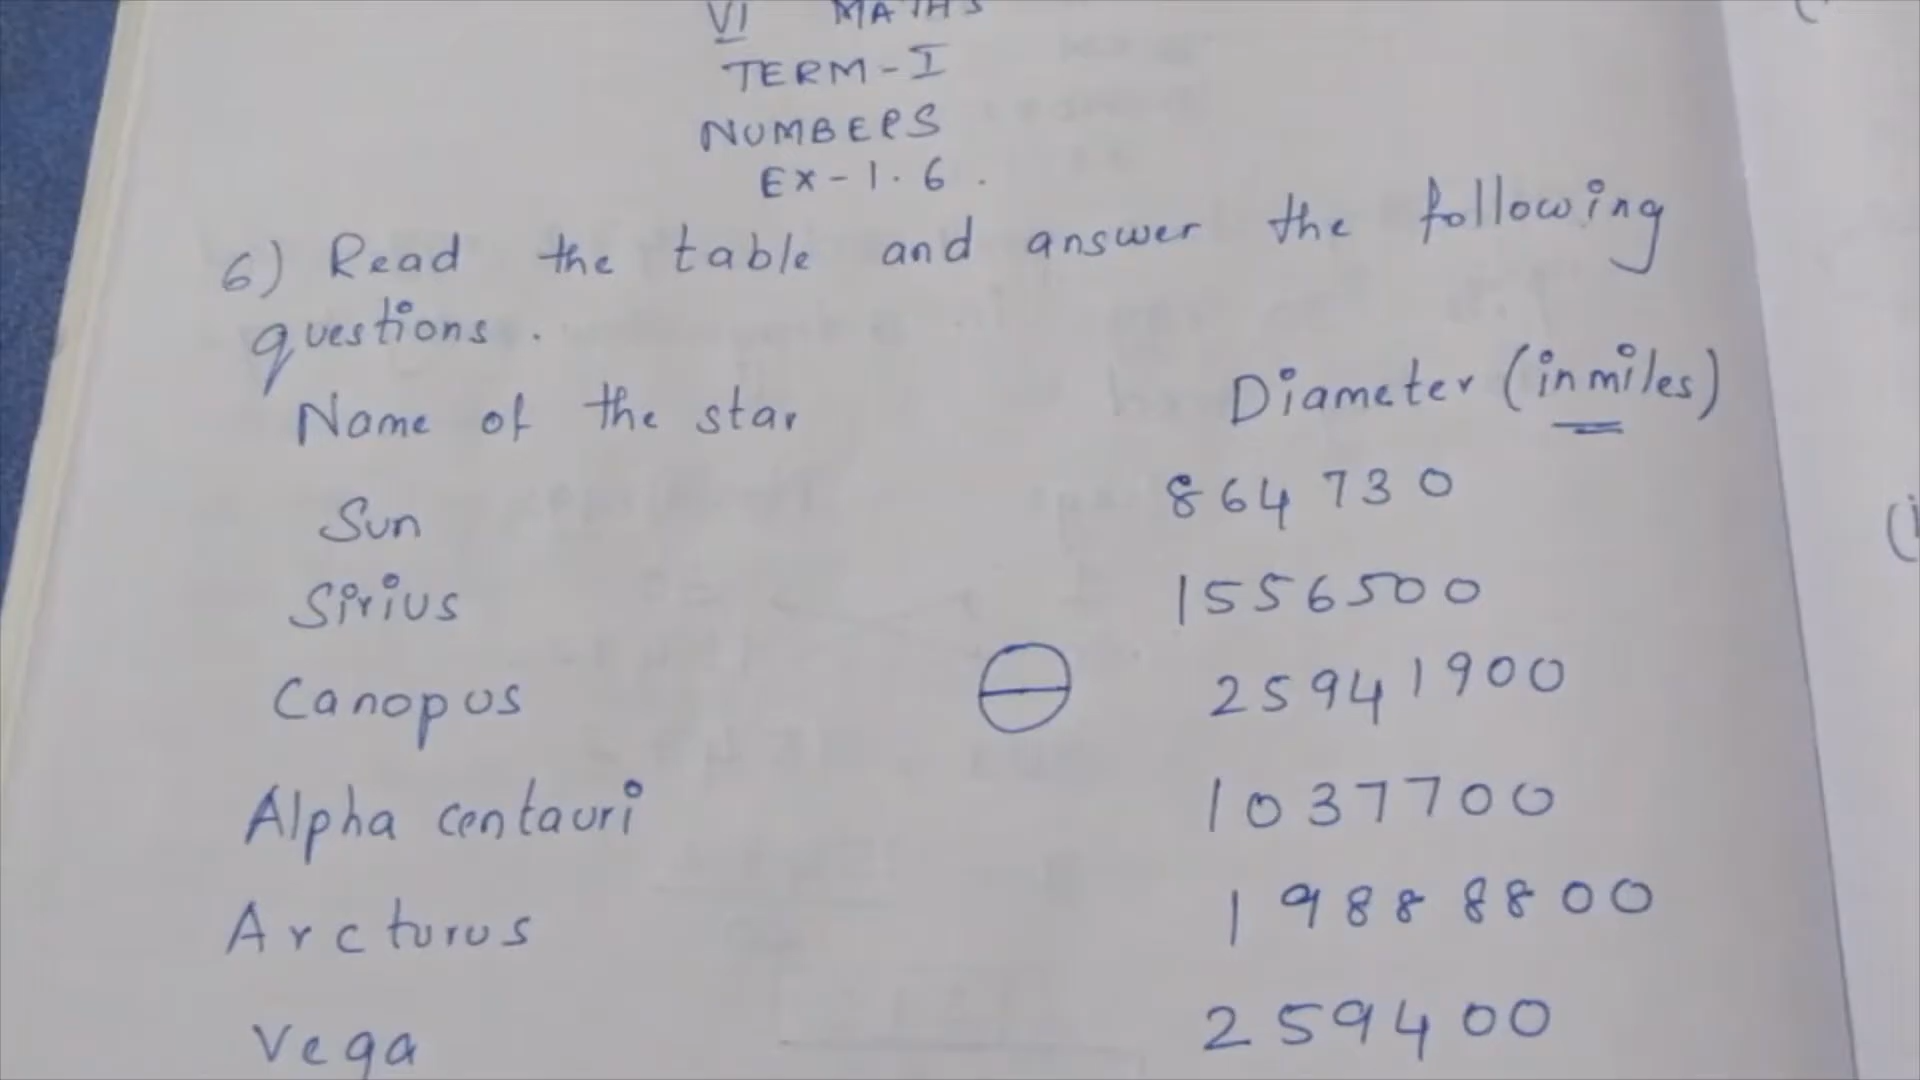 VI MATHS
TERM-I
NUMBERS
EX-1.6.
6) Read the table and answer the following
questions.
Name of the star Diameter (in miles)
Sun 864730
Sirius 1556500
Canopus 25941900
Alpha centauri 1037700
Arcturus 19888800
Vega 259400